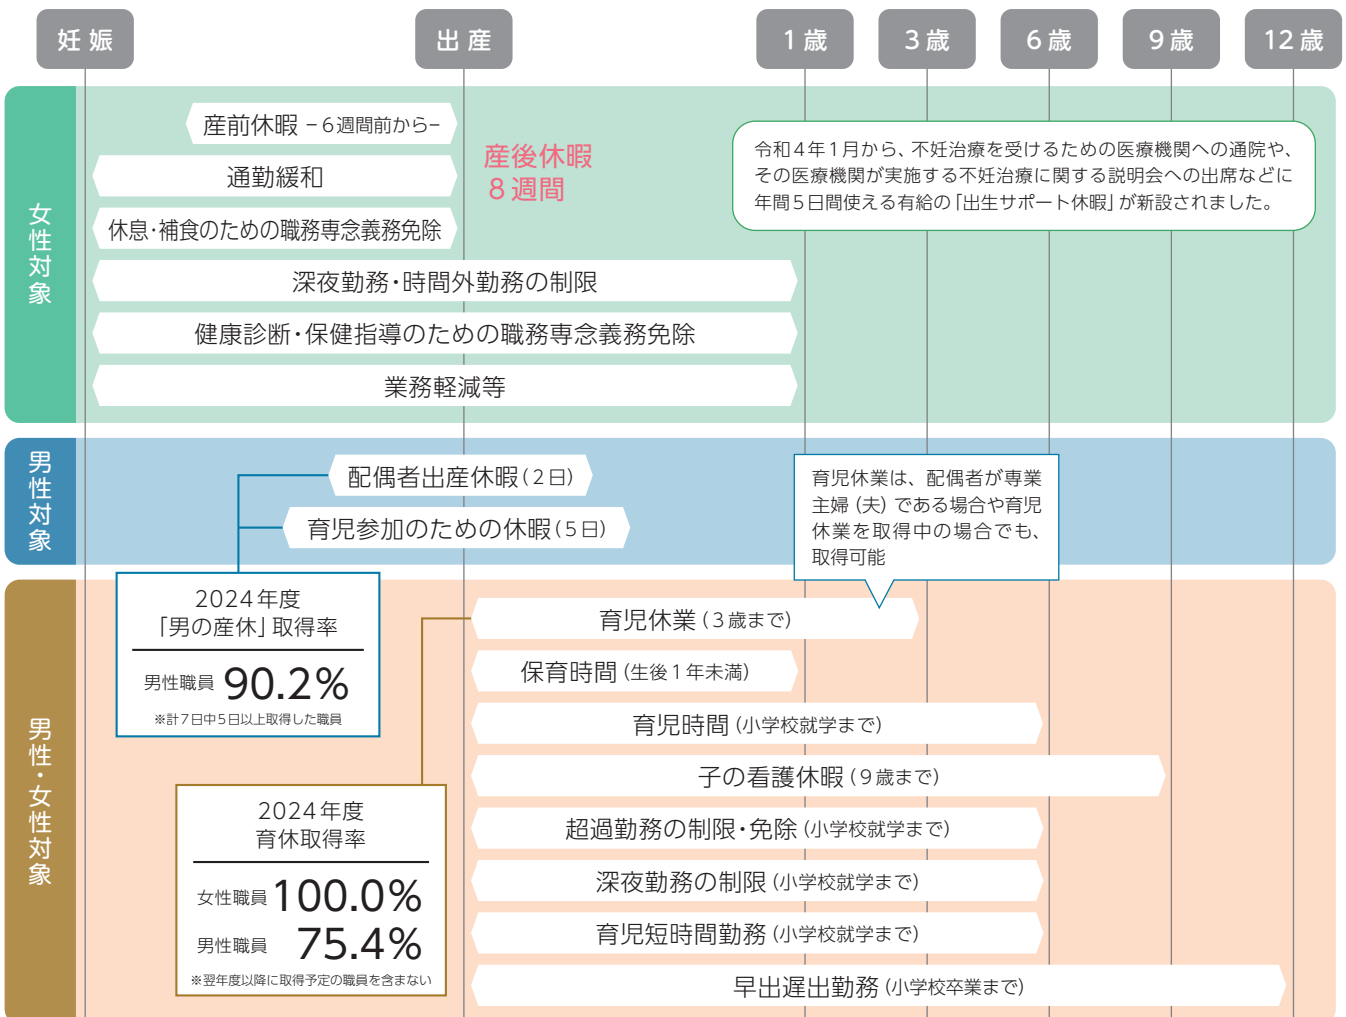 妊娠
出産
1歳
3歳
6歳
9歳
12歳
女性対象
産前休暇 −6週間前から−
通勤緩和
休息・補食のための職務専念義務免除
産後休暇
8週間
令和4年1月から、不妊治療を受けるための医療機関への通院や、
その医療機関が実施する不妊治療に関する説明会への出席などに
年間5日間使える有給の「出生サポート休暇」が新設されました。
深夜勤務・時間外勤務の制限
健康診断・保健指導のための職務専念義務免除
業務軽減等
男性対象
配偶者出産休暇(2日)
育児参加のための休暇(5日)
2024年度
「男の産休」取得率
男性職員 90.2%
※計7日中5日以上取得した職員
育児休業は、配偶者が専業
主婦(夫)である場合や育児
休業を取得中の場合でも、
取得可能
男性・女性対象
育児休業(3歳まで)
保育時間(生後1年未満)
育児時間(小学校就学まで)
子の看護休暇(9歳まで)
超過勤務の制限・免除(小学校就学まで)
深夜勤務の制限(小学校就学まで)
育児短時間勤務(小学校就学まで)
早出遅出勤務(小学校卒業まで)
2024年度
育休取得率
女性職員 100.0%
男性職員 75.4%
※翌年度以降に取得予定の職員を含まない